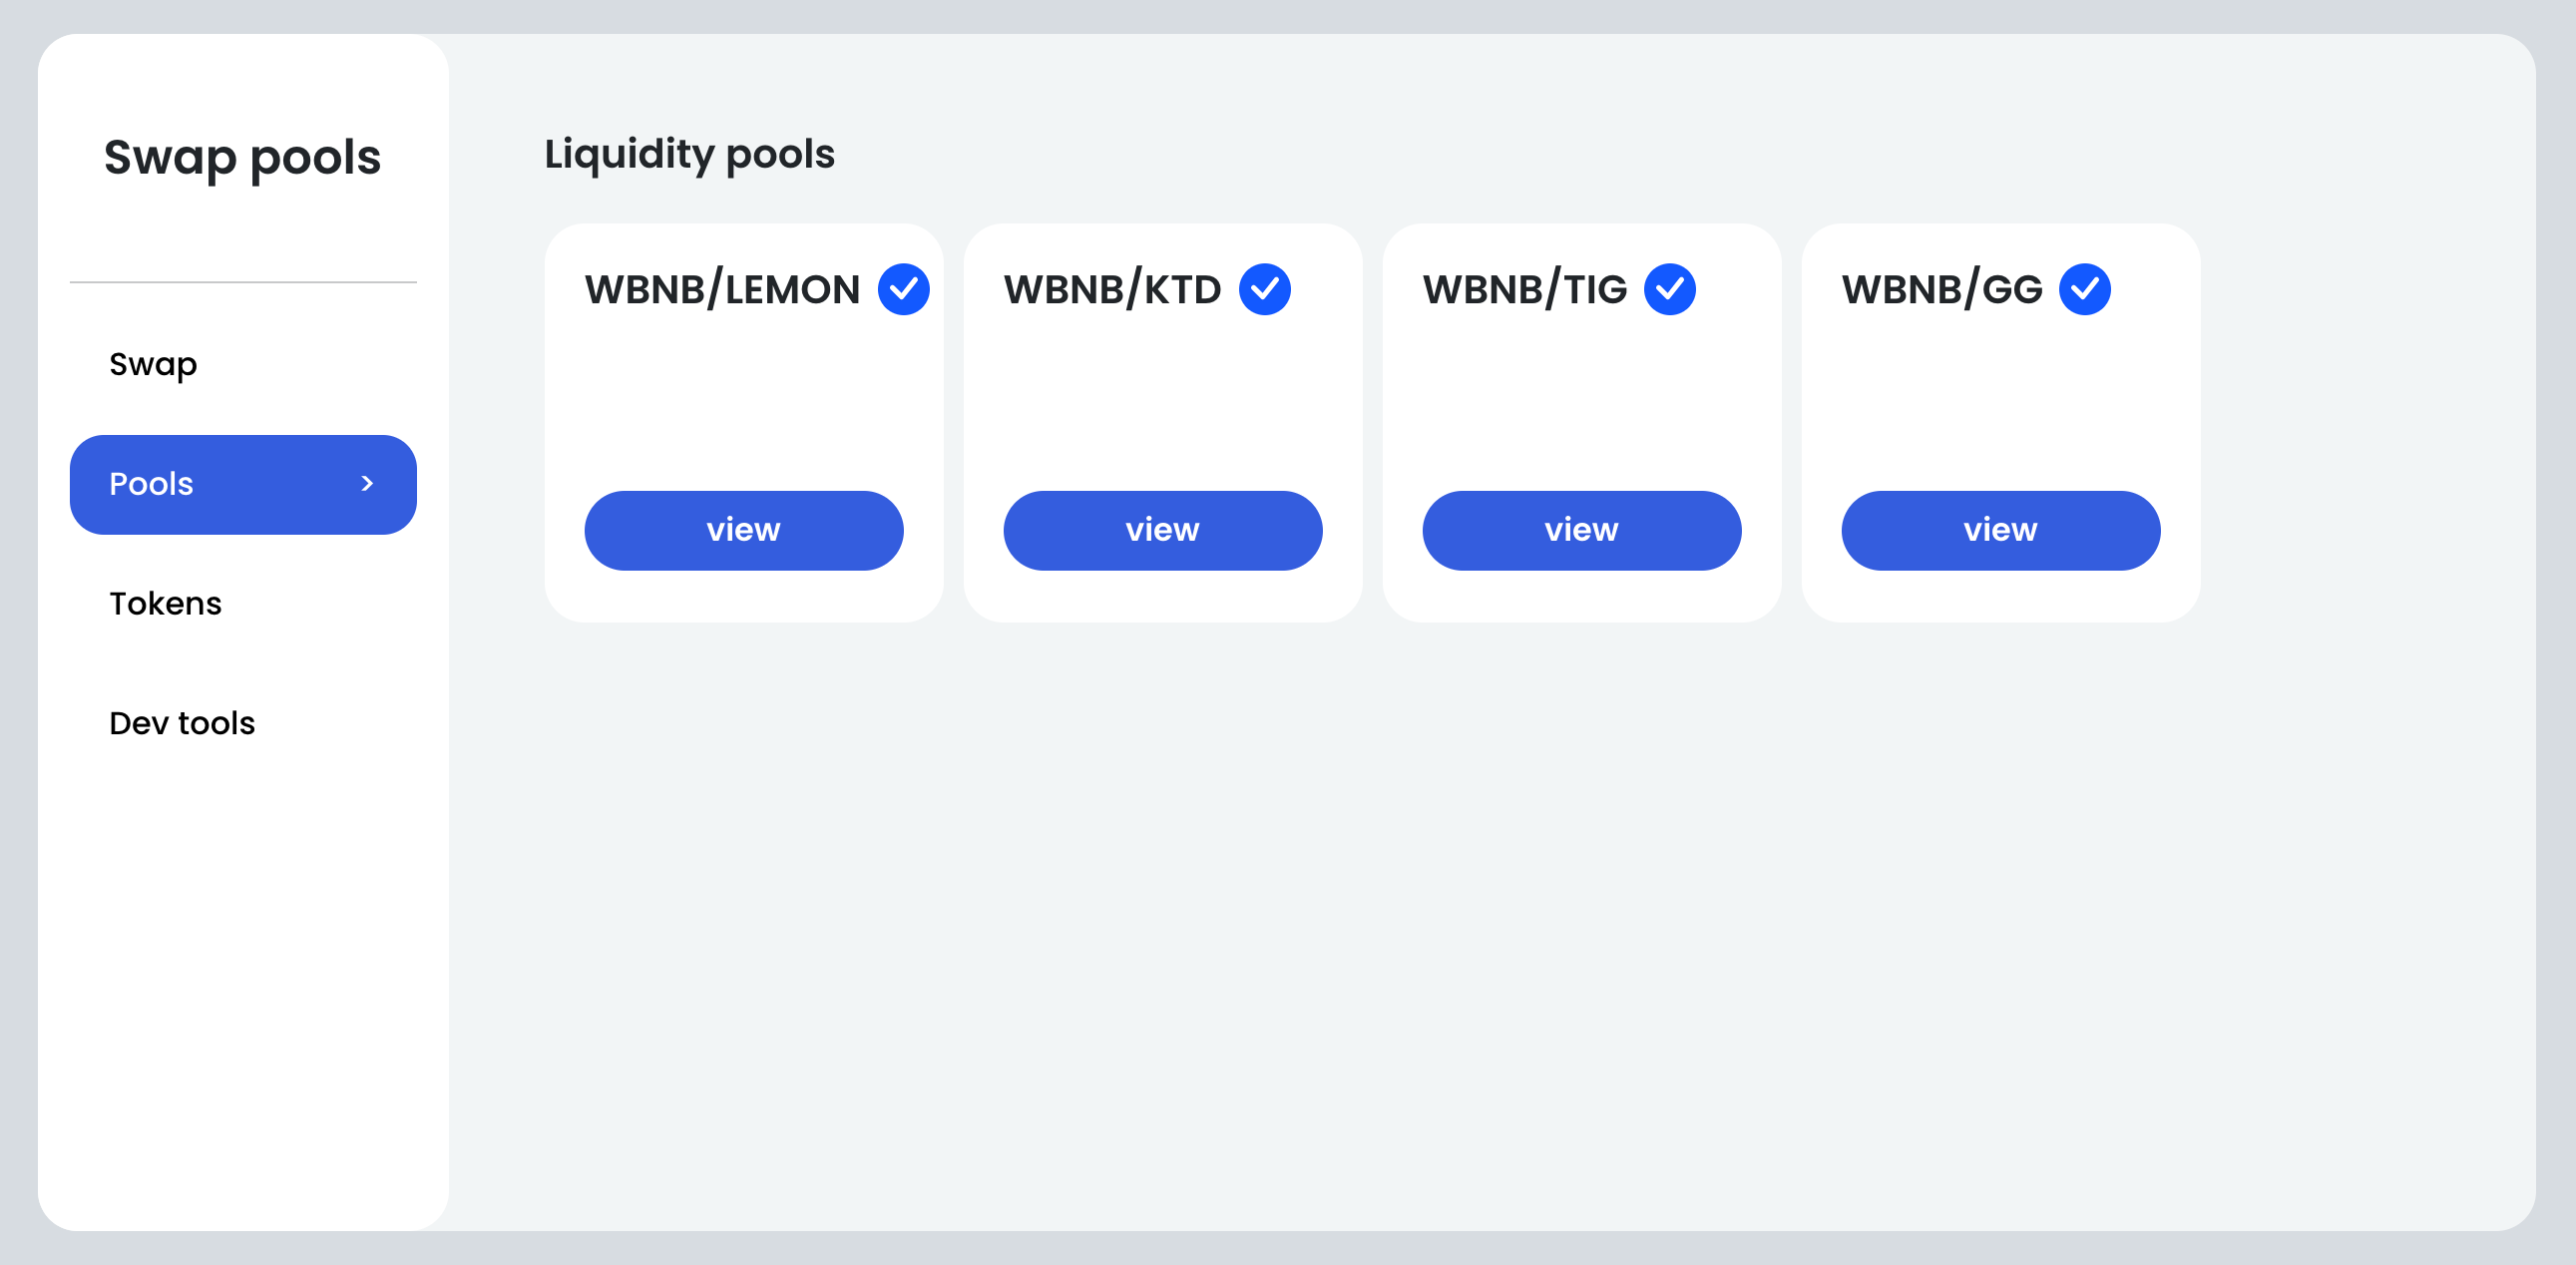 Swap pools
Swap
Pools >
Tokens
Dev tools
Liquidity pools
WBNB/LEMON
view
WBNB/KTD
view
WBNB/TIG
view
WBNB/GG
view